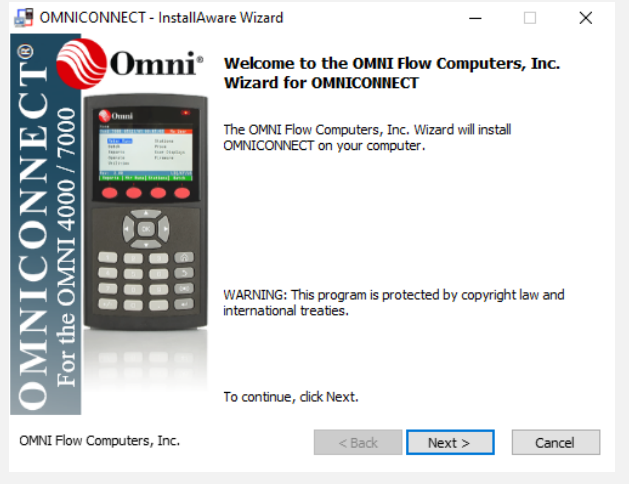 OMNICONNECT - InstallAware Wizard
OMNICONNECT®
For the OMNI 4000 / 7000
Omni®
Omni
Welcome to the OMNI Flow Computers, Inc.
Wizard for OMNICONNECT
The OMNI Flow Computers, Inc. Wizard will install
OMNICONNECT on your computer.
WARNING: This program is protected by copyright law and
international treaties.
To continue, click Next.
OMNI Flow Computers, Inc.
< Back
Next >
Cancel